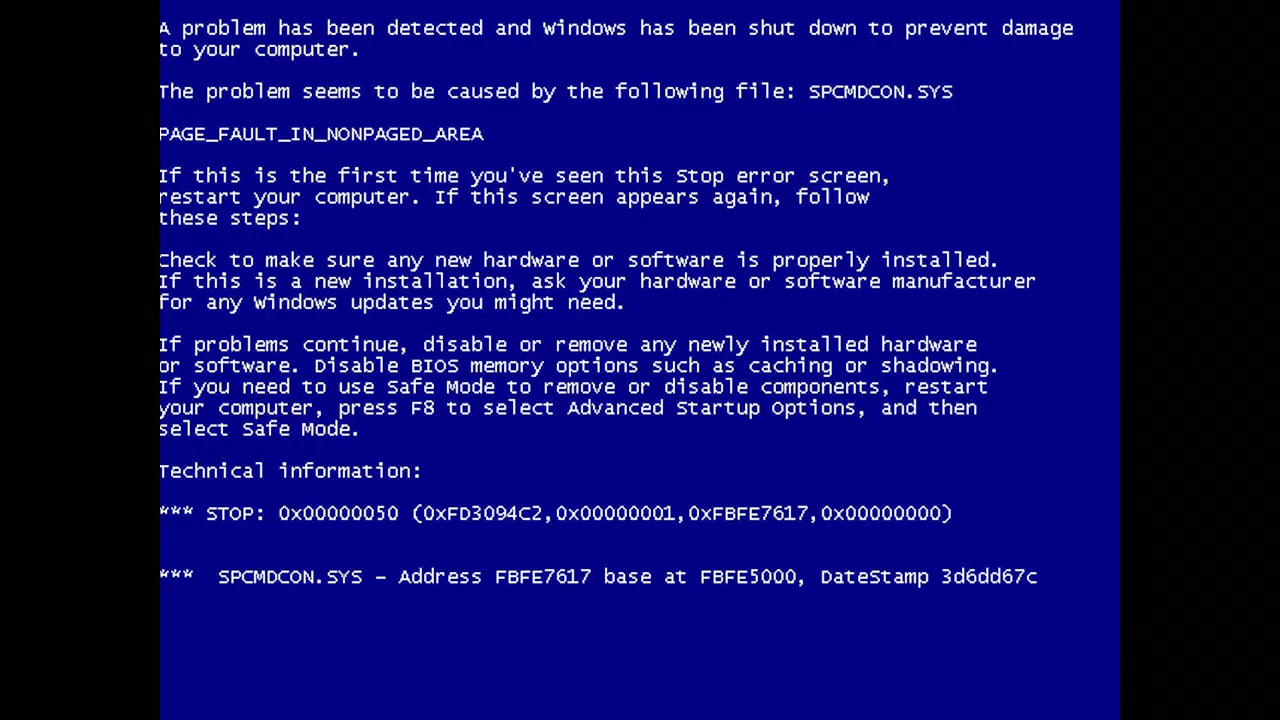 A problem has been detected and Windows has been shut down to prevent damage
to your computer.
The problem seems to be caused by the following file: SPCMDCON.SYS
PAGE_FAULT_IN_NONPAGED_AREA
If this is the first time you've seen this Stop error screen,
restart your computer. If this screen appears again, follow
these steps:
Check to make sure any new hardware or software is properly installed.
If this is a new installation, ask your hardware or software manufacturer
for any Windows updates you might need.
If problems continue, disable or remove any newly installed hardware
or software. Disable BIOS memory options such as caching or shadowing.
If you need to use Safe Mode to remove or disable components, restart
your computer, press F8 to select Advanced Startup Options, and then
select Safe Mode.
Technical information:
*** STOP: 0x00000050 (0xFD3094C2,0x00000001,0xFBFE7617,0x00000000)
***  SPCMDCON.SYS - Address FBFE7617 base at FBFE5000, DateStamp 3d6dd67c